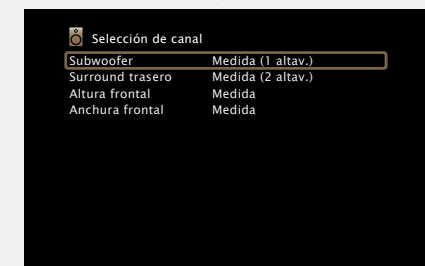 Selección de canal
Subwoofer Medida (1 altav.)
Surround trasero Medida (2 altav.)
Altura frontal Medida
Anchura frontal Medida